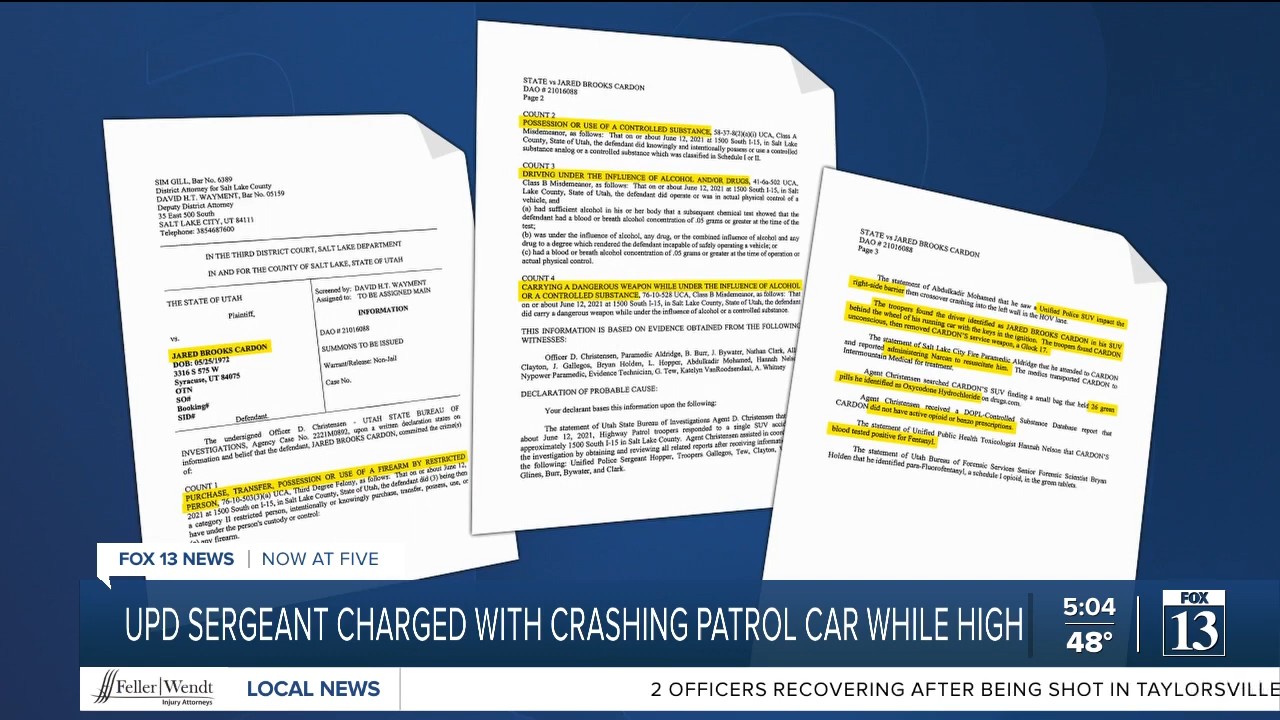 SIM GILL, Bar No. 6389
District Attorney for Salt Lake County
DAVID H.T. WAYMENT, Bar No. 05159
Deputy District Attorney
35 East 500 South
SALT LAKE CITY, UT 84111
Telephone: 3854687600
IN THE THIRD DISTRICT COURT, SALT LAKE DEPARTMENT
IN AND FOR THE COUNTY OF SALT LAKE, STATE OF UTAH
THE STATE OF UTAH
Plaintiff,
vs.
JARED BROOKS CARDON
DOB: 05/25/1972
3316 S 575 W
Syracuse, UT 84075
OTN
SO#
Booking#
SID#
Defendant.
Screened by: DAVID H.T. WAYMENT
Assigned to: TO BE ASSIGNED MAIN
INFORMATION
DAO # 21016088
SUMMONS TO BE ISSUED
Warrant/Release: Non-Jail
Case No.
The undersigned Officer D. Christensen - UTAH STATE BUREAU OF
INVESTIGATIONS, Agency Case No. 2221M0892, upon a written declaration states on
information and belief that the defendant, JARED BROOKS CARDON, committed the crime(s)
of:
COUNT 1
PURCHASE, TRANSFER, POSSESSION OR USE OF A FIREARM BY RESTRICTED
PERSON, 76-10-503(3)(a) UCA, Third Degree Felony, as follows: That on or about June 12,
2021 at 1500 South on I-15, in Salt Lake County, State of Utah, the defendant did (3) being then
a category II restricted person, intentionally or knowingly purchase, transfer, possess, use, or
have under the person's custody or control:
(a) any firearm.
STATE vs JARED BROOKS CARDON
DAO # 21016088
Page 2
COUNT 2
POSSESSION OR USE OF A CONTROLLED SUBSTANCE, 58-37-8(2)(a)(i) UCA, Class A
Misdemeanor, as follows: That on or about June 12, 2021 at 1500 South I-15, in Salt Lake
County, State of Utah, the defendant did knowingly and intentionally possess or use a controlled
substance analog or a controlled substance which was classified in Schedule I or II.
COUNT 3
DRIVING UNDER THE INFLUENCE OF ALCOHOL AND/OR DRUGS, 41-6a-502 UCA,
Class B Misdemeanor, as follows: That on or about June 12, 2021 at 1500 South I-15, in Salt
Lake County, State of Utah, the defendant did operate or was in actual physical control of a
vehicle, and
(a) had sufficient alcohol in his or her body that a subsequent chemical test showed that the
defendant had a blood or breath alcohol concentration of .05 grams or greater at the time of the
test;
(b) was under the influence of alcohol, any drug, or the combined influence of alcohol and any
drug to a degree which rendered the defendant incapable of safely operating a vehicle; or
(c) had a blood or breath alcohol concentration of .05 grams or greater at the time of operation or
actual physical control.
COUNT 4
CARRYING A DANGEROUS WEAPON WHILE UNDER THE INFLUENCE OF ALCOHOL
OR A CONTROLLED SUBSTANCE, 76-10-528 UCA, Class B Misdemeanor, as follows: That
on or about June 12, 2021 at 1500 South I-15, in Salt Lake County, State of Utah, the defendant
did carry a dangerous weapon while under the influence of alcohol or a controlled substance.
THIS INFORMATION IS BASED ON EVIDENCE OBTAINED FROM THE FOLLOWING
WITNESSES:
Officer D. Christensen, Paramedic Aldridge, B. Burr, J. Bywater, Nathan Clark, All
Clayton, J. Gallegos, Bryan Holden, L. Hopper, Abdulkadir Mohamed, Hannah Nels
Nypower Paramedic, Evidence Technician, G. Tew, Katelyn VanRoodsendaal, A. Whitney
DECLARATION OF PROBABLE CAUSE:
Your declarant bases this information upon the following:
The statement of Utah State Bureau of Investigations Agent D. Christensen that
about June 12, 2021, Highway Patrol troopers responded to a single SUV accid
approximately 1500 South I-15 in Salt Lake County. Agent Christensen assisted in coord
the investigation by obtaining and reviewing all related reports after receiving informati
the following: Unified Police Sergeant Hopper, Troopers Gallegos, Tew, Clayton,
Glines, Burr, Bywater, and Clark.
STATE vs JARED BROOKS CARDON
DAO # 21016088
Page 3
The statement of Abdulkadir Mohamed that he saw a Unified Police SUV impact the
right-side barrier then crossover crashing into the left wall in the HOV lane.
The troopers found the driver identified as JARED BROOKS CARDON in his SUV
behind the wheel of his running car with the keys in the ignition. The troopers found CARDON
unconscious, then removed CARDON's service weapon, a Glock 17.
The statement of Salt Lake City Fire Paramedic Aldridge that he attended to CARDON
and reported administering Narcan to resuscitate him. The medics transported CARDON to
Intermountain Medical for treatment.
Agent Christensen searched CARDON's SUV finding a small bag that held 26 green
pills he identified as Oxycodone Hydrochloride on drugs.com.
Agent Christensen received a DOPL-Controlled Substance Database report that
CARDON did not have active opioid or benzo prescriptions.
The statement of Unified Public Health Toxicologist Hannah Nelson that CARDON's
blood tested positive for Fentanyl.
The statement of Utah Bureau of Forensic Services Senior Forensic Scientist Bryan
Holden that he identified para-Fluorofentanyl, a schedule I opioid, in the green tablets.
FOX 13 NEWS | NOW AT FIVE
UPD SERGEANT CHARGED WITH CRASHING PATROL CAR WHILE HIGH
5:04
48°
FOX
13
Feller|Wendt
Injury Attorneys
LOCAL NEWS
2 OFFICERS RECOVERING AFTER BEING SHOT IN TAYLORSVILLE